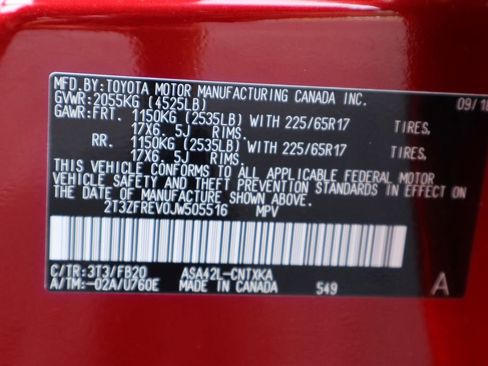 MFD.BY:TOYOTA MOTOR MANUFACTURING CANADA INC.
GVWR:2055KG (4525LB) 09/18
GAWR:FRT. 1150KG (2535LB) WITH 225/65R17 TIRES,
17X6. 5J RIMS.
RR. 1150KG (2535LB) WITH 225/65R17 TIRES,
17X6. 5J RIMS.
THIS VEHICLE CONFORMS TO ALL APPLICABLE FEDERAL MOTOR
VEHICLE SAFETY AND THEFT PREVENTION STANDARDS IN EFFECT ON
THE DATE OF MANUFACTURE SHOWN ABOVE.
2T3ZFREV0JW505516 MPV
C/TR:3T3/FB20 ASA42L-CNTXKA
A/TM:-02A/U760E MADE IN CANADA 549 A